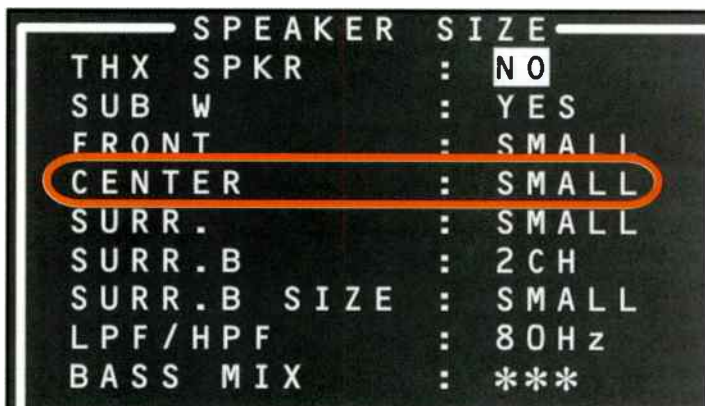 SPEAKER SIZE
THX SPKR : NO
SUB W : YES
FRONT : SMALL
CENTER : SMALL
SURR. : SMALL
SURR.B : 2CH
SURR.B SIZE : SMALL
LPF/HPF : 80Hz
BASS MIX : ***